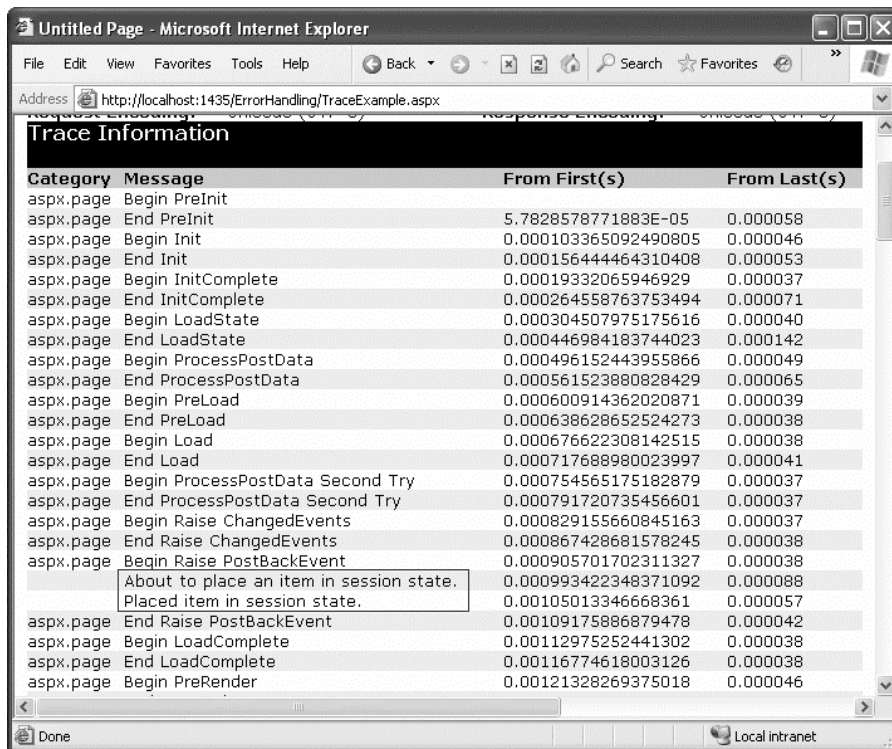 Untitled Page - Microsoft Internet Explorer
File Edit View Favorites Tools Help Back Search Favorites »
Address http://localhost:1435/ErrorHandling/TraceExample.aspx
Trace Information
Category Message From First(s) From Last(s)
aspx.page Begin PreInit
aspx.page End PreInit 5.7828578771883E-05 0.000058
aspx.page Begin Init 0.000103365092490805 0.000046
aspx.page End Init 0.000156444464310408 0.000053
aspx.page Begin InitComplete 0.00019332065946929 0.000037
aspx.page End InitComplete 0.000264558763753494 0.000071
aspx.page Begin LoadState 0.000304507975175616 0.000040
aspx.page End LoadState 0.000446984183744023 0.000142
aspx.page Begin ProcessPostData 0.000496152443955866 0.000049
aspx.page End ProcessPostData 0.000561523880828429 0.000065
aspx.page Begin PreLoad 0.000600914362020871 0.000039
aspx.page End PreLoad 0.000638628652524273 0.000038
aspx.page Begin Load 0.000676622308142515 0.000038
aspx.page End Load 0.000717688980023997 0.000041
aspx.page Begin ProcessPostData Second Try 0.000754565175182879 0.000037
aspx.page End ProcessPostData Second Try 0.000791720735456601 0.000037
aspx.page Begin Raise ChangedEvents 0.000829155660845163 0.000037
aspx.page End Raise ChangedEvents 0.000867428681578245 0.000038
aspx.page Begin Raise PostBackEvent 0.000905701702311327 0.000038
About to place an item in session state. 0.000993422348371092 0.000088
Placed item in session state. 0.00105013346668361 0.000057
aspx.page End Raise PostBackEvent 0.00109175886879478 0.000042
aspx.page Begin LoadComplete 0.00112975252441302 0.000038
aspx.page End LoadComplete 0.00116774618003126 0.000038
aspx.page Begin PreRender 0.00121328269375018 0.000046
Done Local intranet